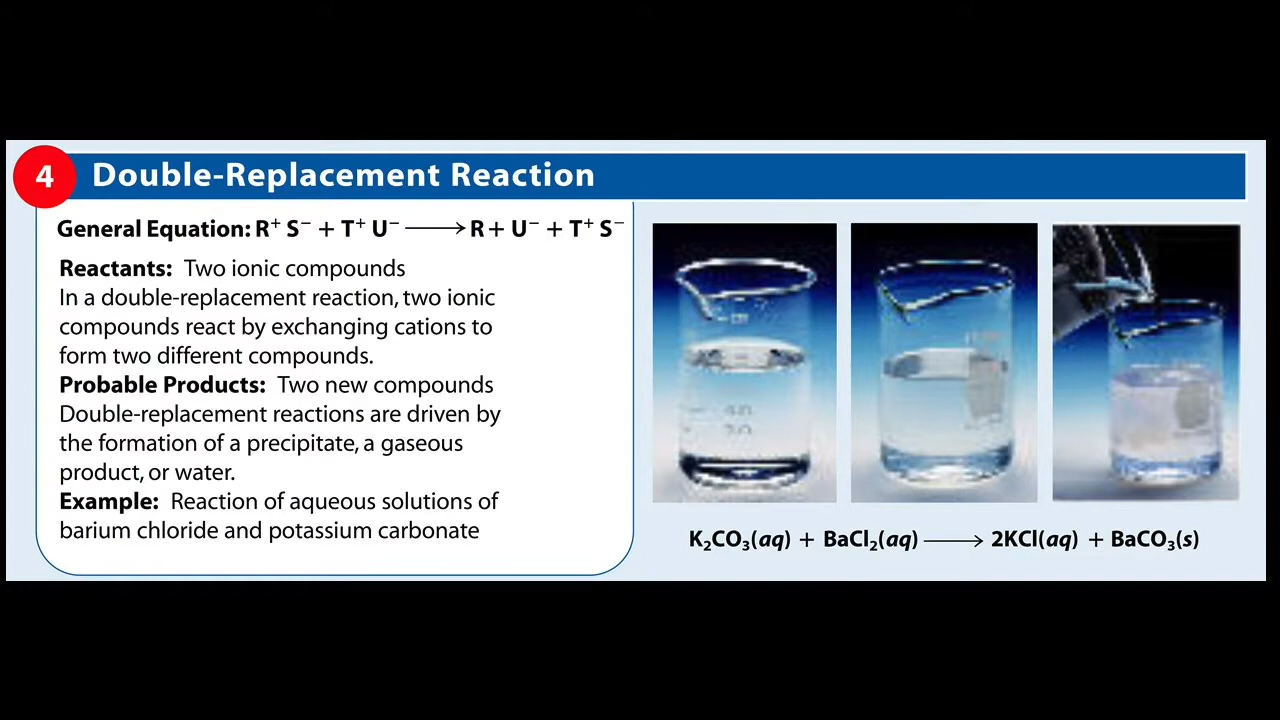 4 Double-Replacement Reaction
General Equation: R⁺ S⁻ + T⁺ U⁻ ⟶ R + U⁻ + T⁺ S⁻
Reactants: Two ionic compounds
In a double-replacement reaction, two ionic
compounds react by exchanging cations to
form two different compounds.
Probable Products: Two new compounds
Double-replacement reactions are driven by
the formation of a precipitate, a gaseous
product, or water.
Example: Reaction of aqueous solutions of
barium chloride and potassium carbonate
K₂CO₃(aq) + BaCl₂(aq) ⟶ 2KCl(aq) + BaCO₃(s)